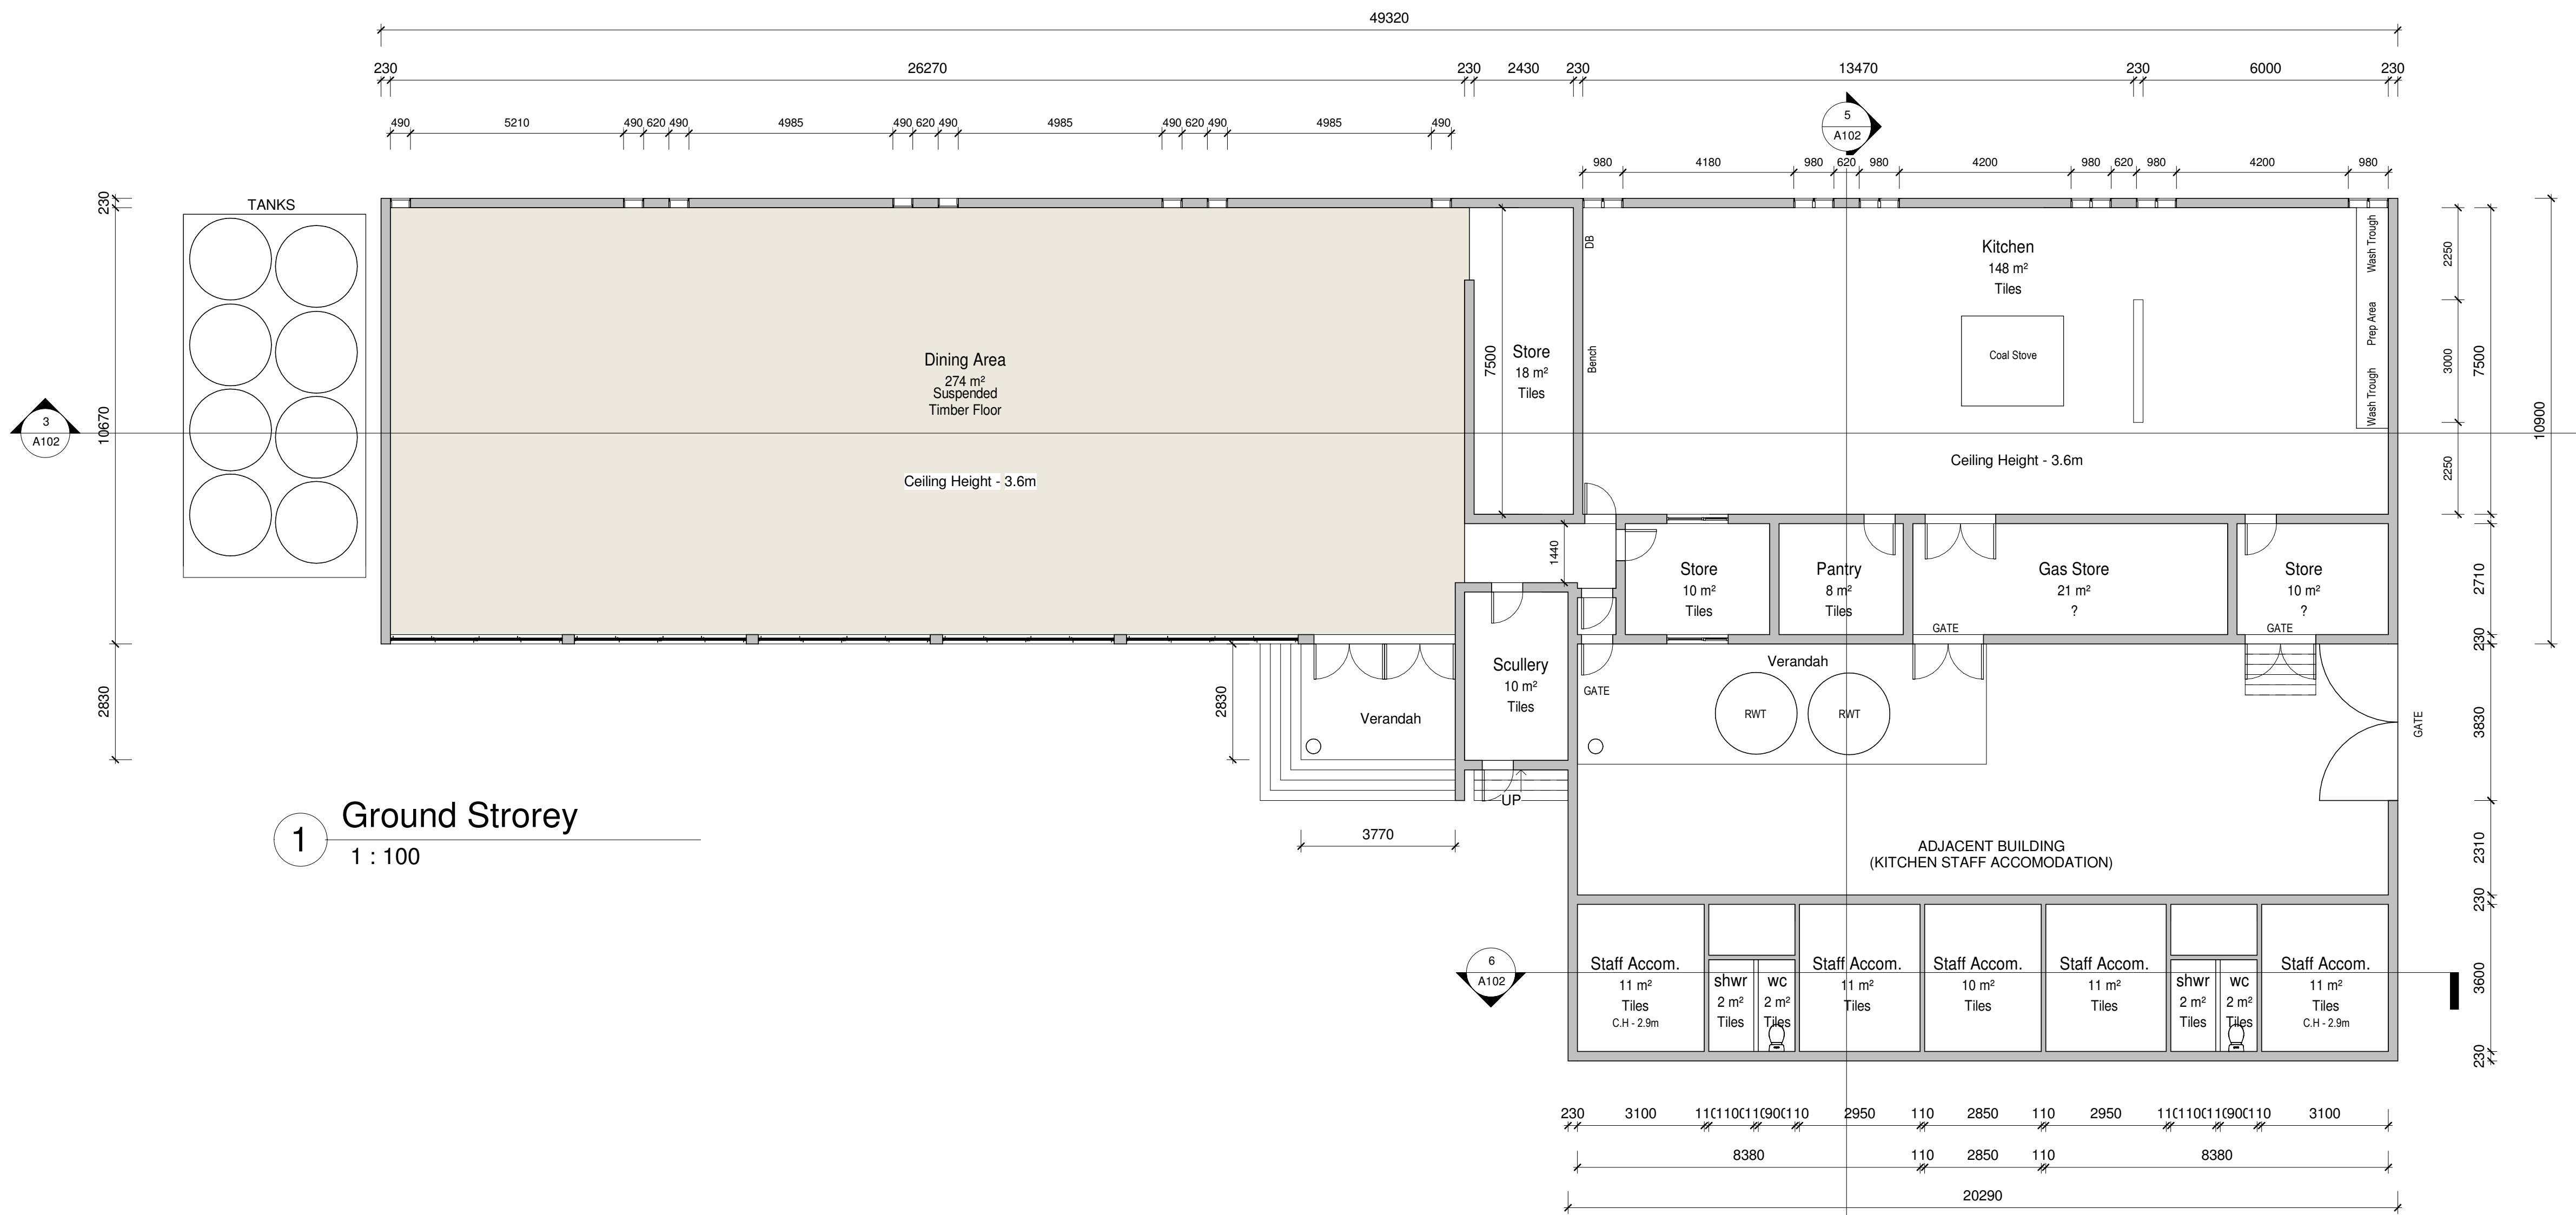 49320
230 26270 230 2430 230 13470 230 6000 230
490 5210 490 620 490 4985 490 620 490 4985 490 620 490 4985 490
5
A102
980 4180 980 620 980 4200 980 620 980 4200 980
TANKS
230
10670
2830
3
A102
Dining Area
274 m²
Suspended
Timber Floor
Ceiling Height - 3.6m
7500
Store
18 m²
Tiles
DB
Bench
Kitchen
148 m²
Tiles
Coal Stove
Wash Trough
Prep Area
Wash Trough
Ceiling Height - 3.6m
2250
3000
2250
7500
10900
1440
Store
10 m²
Tiles
Pantry
8 m²
Tiles
Gas Store
21 m²
?
GATE
Store
10 m²
?
GATE
2710
230
Scullery
10 m²
Tiles
GATE
Verandah
RWT
RWT
GATE
3830
2830
Verandah
UP
3770
1
Ground Strorey
1 : 100
ADJACENT BUILDING
(KITCHEN STAFF ACCOMODATION)
2310
230
6
A102
Staff Accom.
11 m²
Tiles
C.H - 2.9m
shwr
2 m²
Tiles
wc
2 m²
Tiles
Staff Accom.
11 m²
Tiles
Staff Accom.
10 m²
Tiles
Staff Accom.
11 m²
Tiles
shwr
2 m²
Tiles
wc
2 m²
Tiles
Staff Accom.
11 m²
Tiles
C.H - 2.9m
3600
230
230 3100 110 1100 110 900 110 2950 110 2850 110 2950 110 1100 110 900 110 3100
8380 110 2850 110 8380
20290